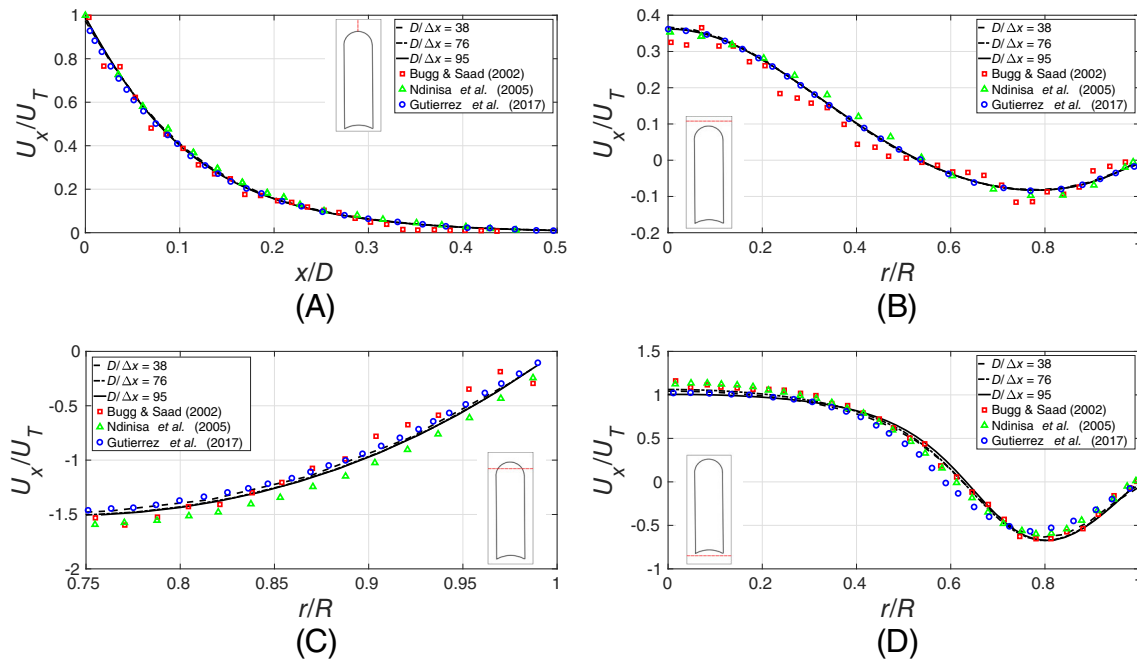 1
0.8
0.6
0.4
0.2
0
U_x/U_T
0 0.1 0.2 0.3 0.4 0.5
x/D
D/Δx = 38
D/Δx = 76
D/Δx = 95
Bugg & Saad (2002)
Ndinisa et al. (2005)
Gutierrez et al. (2017)
(A)
0.4
0.3
0.2
0.1
0
-0.1
-0.2
U_x/U_T
0 0.2 0.4 0.6 0.8 1
r/R
D/Δx = 38
D/Δx = 76
D/Δx = 95
Bugg & Saad (2002)
Ndinisa et al. (2005)
Gutierrez et al. (2017)
(B)
0
-0.5
-1
-1.5
-2
U_x/U_T
0.75 0.8 0.85 0.9 0.95 1
r/R
D/Δx = 38
D/Δx = 76
D/Δx = 95
Bugg & Saad (2002)
Ndinisa et al. (2005)
Gutierrez et al. (2017)
(C)
1.5
1
0.5
0
-0.5
-1
U_x/U_T
0 0.2 0.4 0.6 0.8 1
r/R
D/Δx = 38
D/Δx = 76
D/Δx = 95
Bugg & Saad (2002)
Ndinisa et al. (2005)
Gutierrez et al. (2017)
(D)